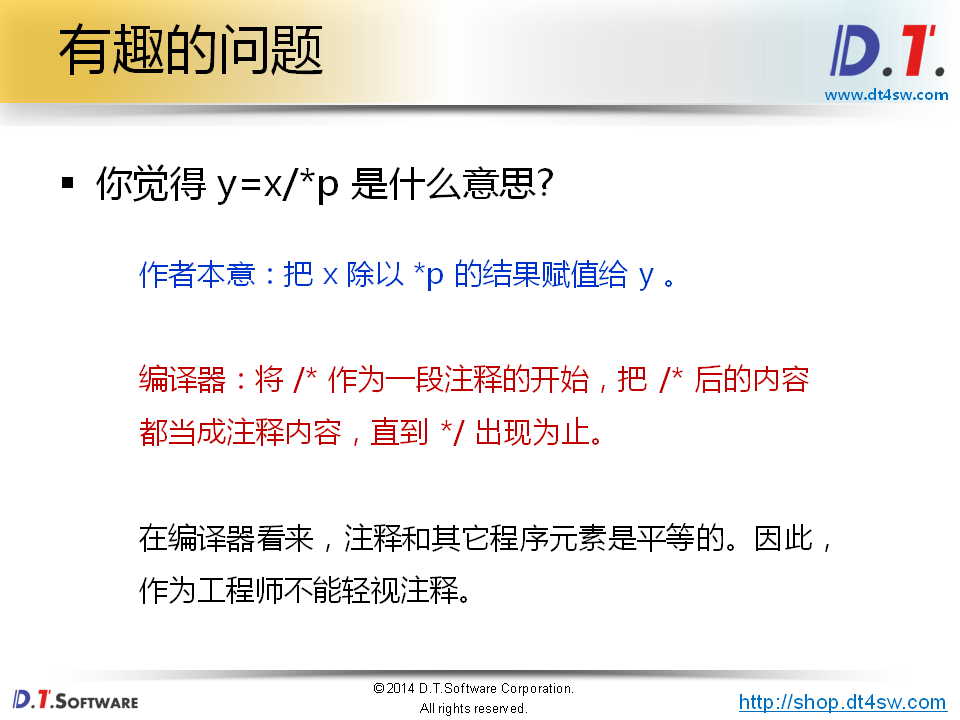 有趣的问题
D.T.
www.dt4sw.com
▪ 你觉得 y=x/*p 是什么意思?
作者本意：把 x 除以 *p 的结果赋值给 y 。
编译器：将 /* 作为一段注释的开始，把 /* 后的内容
都当成注释内容，直到 */ 出现为止。
在编译器看来，注释和其它程序元素是平等的。因此，
作为工程师不能轻视注释。
D.T.SOFTWARE
©2014 D.T.Software Corporation.
All rights reserved.
http://shop.dt4sw.com